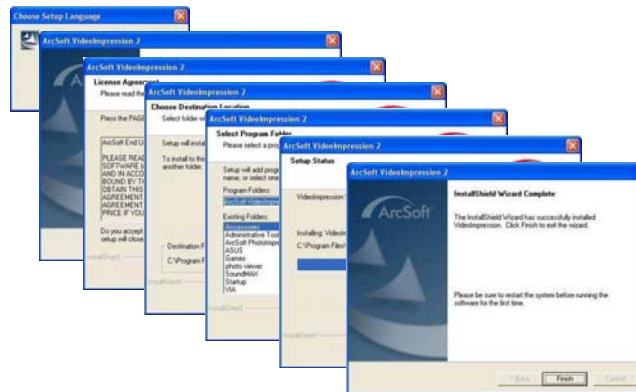 Choose Setup Language
ArcSoft VideoImpression 2
ArcSoft VideoImpression 2
License Agreement
Please read the
Press the PAGE
ArcSoft End U
PLEASE READ
SOFTWARE
AND IN ACCO
BOUND BY TH
OBTAIN THIS
AGREEMENT
AGREEMENT
PRICE IF YOU
Do you accept
setup will close
ArcSoft VideoImpression 2
Choose Destination Location
Select folder
Setup will instal
To install to this
another folder.
Destination F
C:\Program F
InstallShield
ArcSoft VideoImpression 2
Select Program Folder
Please select a prog
Setup will add prog
name, or select one
Program Folders:
ArcSoft VideoImpre
Existing Folders:
Accessories
Administrative Tool
ArcSoft PhotoImpre
ASUS
Games
photo viewer
SoundMAX
Startup
VIA
InstallShield
ArcSoft VideoImpression 2
Setup Status
VideoImpression
Installing: VideoIm
C:\Program Files\
InstallShield
ArcSoft VideoImpression 2
ArcSoft
InstallShield Wizard Complete
The InstallShield Wizard has successfully installed
VideoImpression. Click Finish to exit the wizard.
Please be sure to restart the system before running the
software for the first time.
< Back
Finish
Cancel